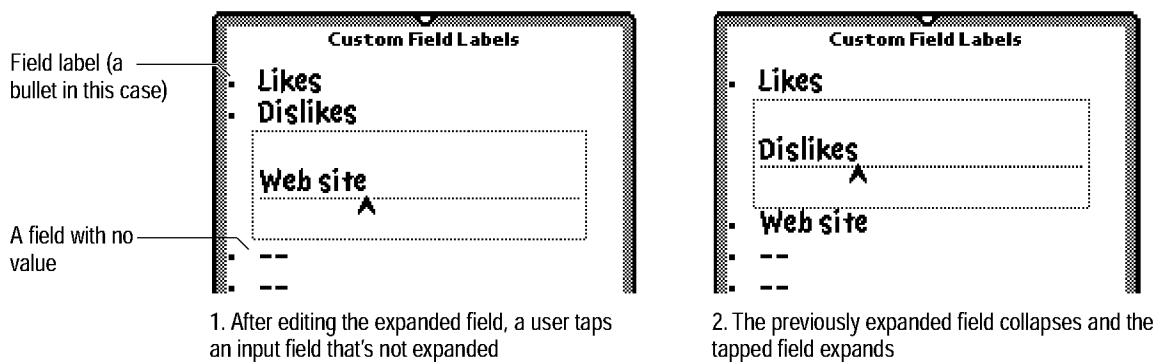 Custom Field Labels
Field label (a
bullet in this case)
Likes
Dislikes
Web site
A field with no
value
--
--
1. After editing the expanded field, a user taps
an input field that's not expanded
Custom Field Labels
Likes
Dislikes
Web site
--
--
2. The previously expanded field collapses and the
tapped field expands